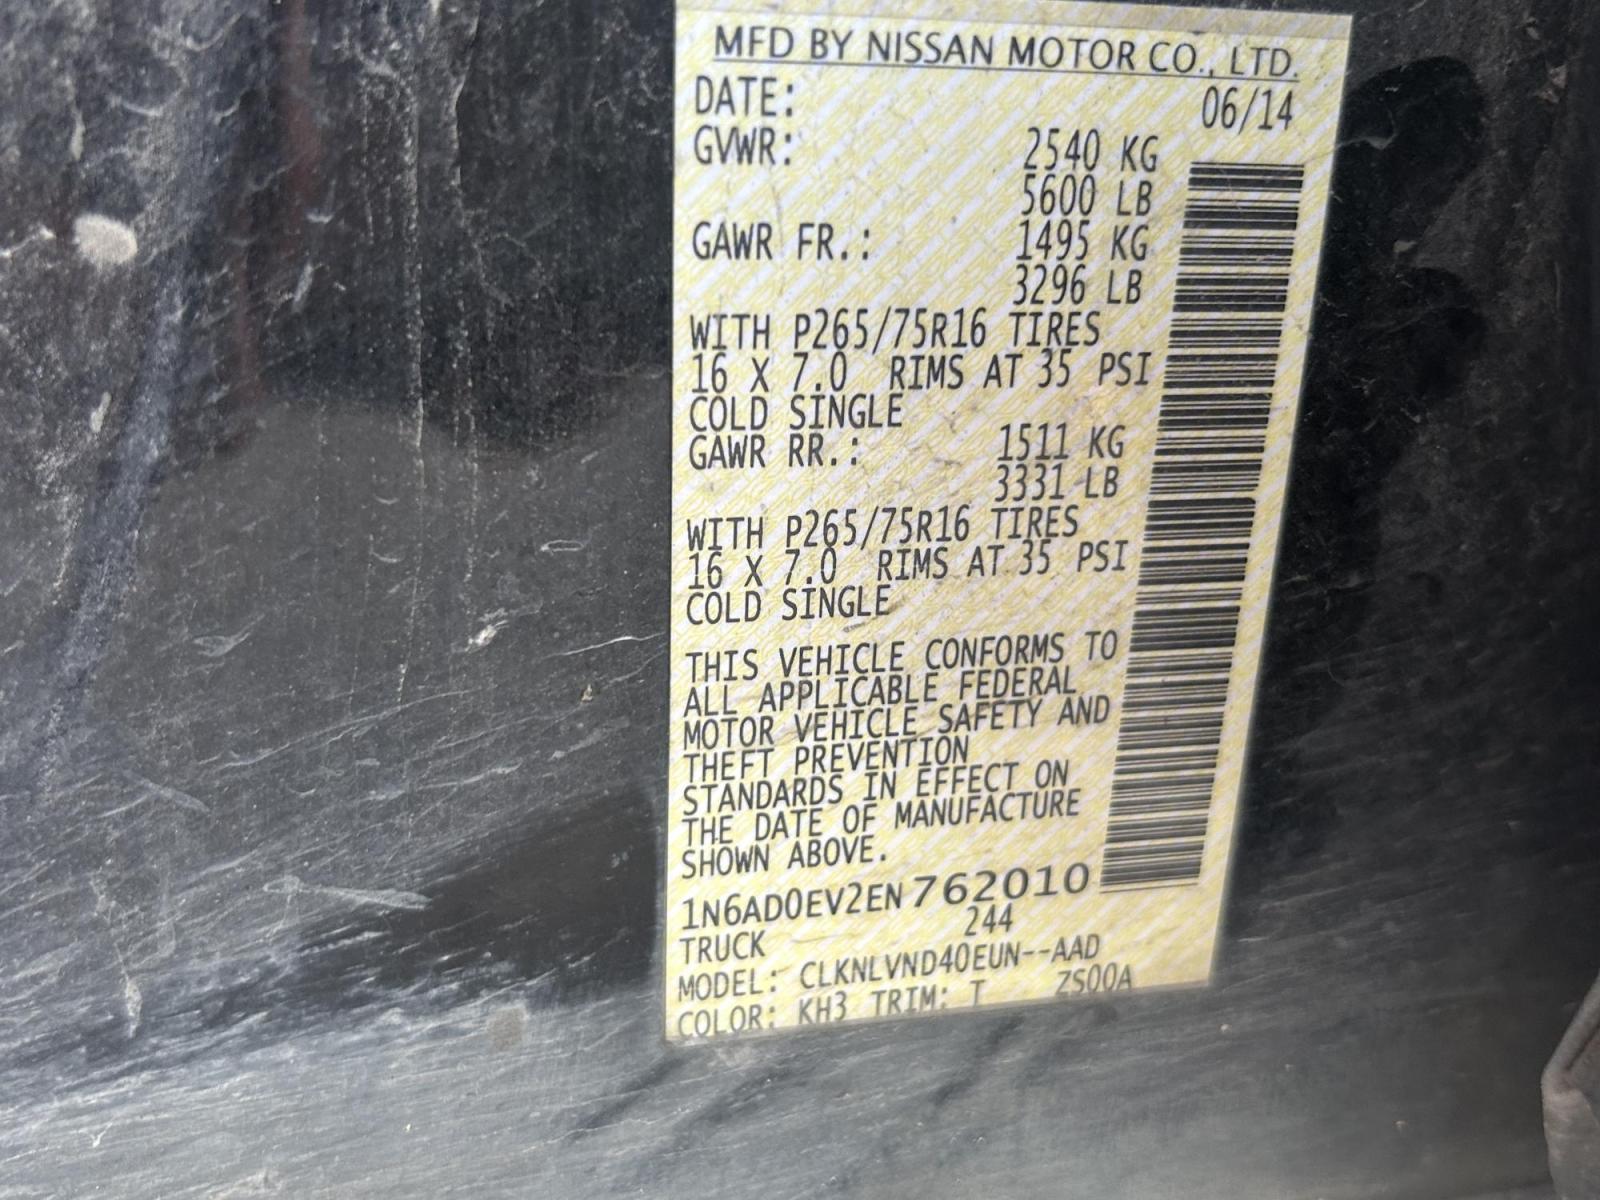 MFD BY NISSAN MOTOR CO., LTD.
DATE: 06/14
GVWR: 2540 KG
5600 LB
GAWR FR.: 1495 KG
3296 LB
WITH P265/75R16 TIRES
16 X 7.0 RIMS AT 35 PSI
COLD SINGLE
GAWR RR.: 1511 KG
3331 LB
WITH P265/75R16 TIRES
16 X 7.0 RIMS AT 35 PSI
COLD SINGLE
THIS VEHICLE CONFORMS TO
ALL APPLICABLE FEDERAL
MOTOR VEHICLE SAFETY AND
THEFT PREVENTION
STANDARDS IN EFFECT ON
THE DATE OF MANUFACTURE
SHOWN ABOVE.
1N6AD0EV2EN762010
TRUCK 244
MODEL: CLKNLVND40EUN--AAD
COLOR: KH3 TRIM: T ZS00A